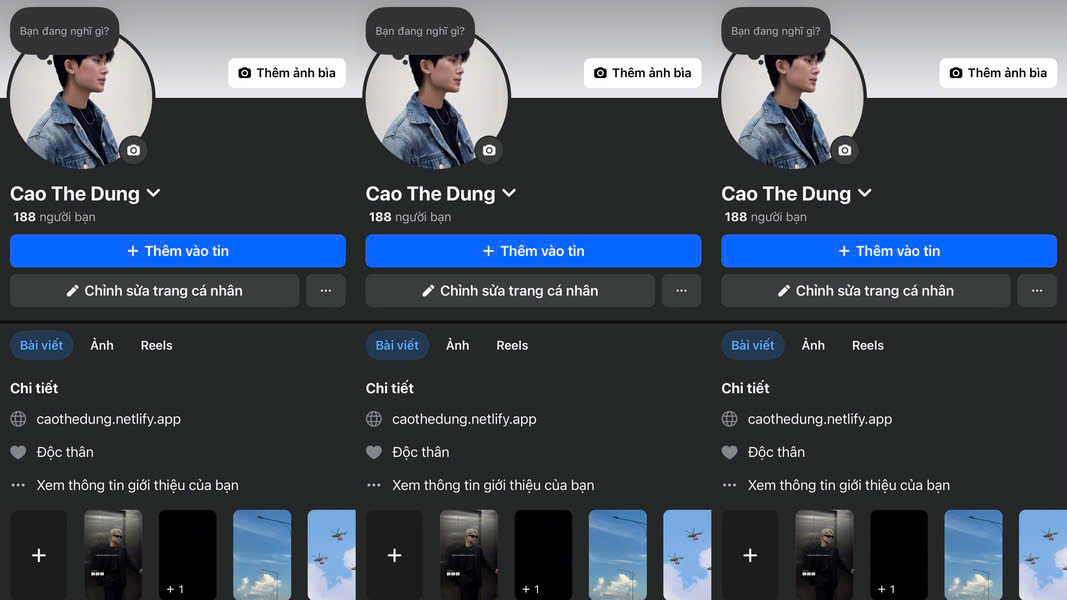 Bạn đang nghĩ gì?
Thêm ảnh bìa
Cao The Dung
188 người bạn
+ Thêm vào tin
Chỉnh sửa trang cá nhân
Bài viết Ảnh Reels
Chi tiết
caothedung.netlify.app
Độc thân
Xem thông tin giới thiệu của bạn
+ 1
Bạn đang nghĩ gì?
Thêm ảnh bìa
Cao The Dung
188 người bạn
+ Thêm vào tin
Chỉnh sửa trang cá nhân
Bài viết Ảnh Reels
Chi tiết
caothedung.netlify.app
Độc thân
Xem thông tin giới thiệu của bạn
+ 1
Bạn đang nghĩ gì?
Thêm ảnh bìa
Cao The Dung
188 người bạn
+ Thêm vào tin
Chỉnh sửa trang cá nhân
Bài viết Ảnh Reels
Chi tiết
caothedung.netlify.app
Độc thân
Xem thông tin giới thiệu của bạn
+ 1